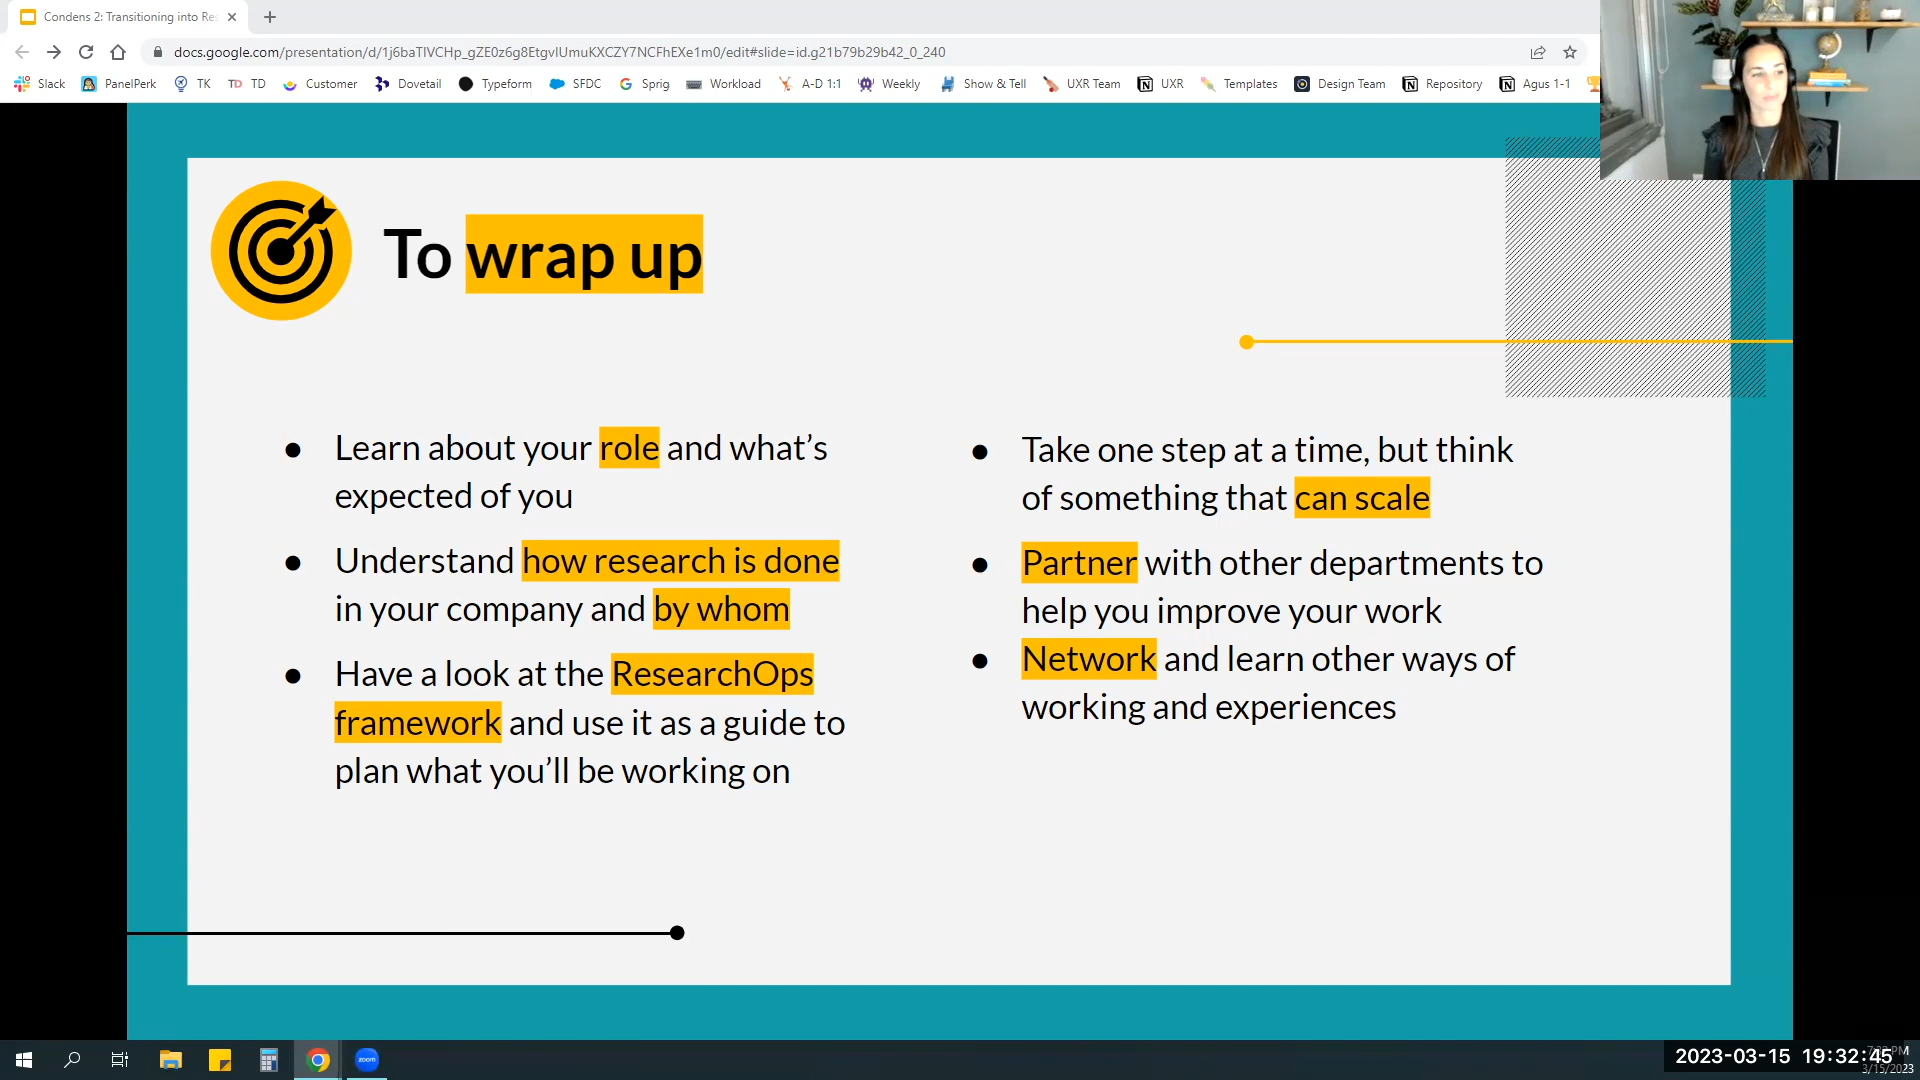 Condens 2: Transitioning into Res
docs.google.com/presentation/d/1j6baTlVCHp_gZE0z6g8EtgvIUmuKXCZY7NCFhEXe1m0/edit#slide=id.g21b79b29b42_0_240
Slack PanelPerk TK TD TD Customer Dovetail Typeform SFDC Sprig Workload A-D 1:1 Weekly Show & Tell UXR Team UXR Templates Design Team Repository Agus 1-1
To wrap up
● Learn about your role and what’s
expected of you
● Understand how research is done
in your company and by whom
● Have a look at the ResearchOps
framework and use it as a guide to
plan what you’ll be working on
● Take one step at a time, but think
of something that can scale
● Partner with other departments to
help you improve your work
● Network and learn other ways of
working and experiences
zoom
2023-03-15 19:32:45
3/15/2023